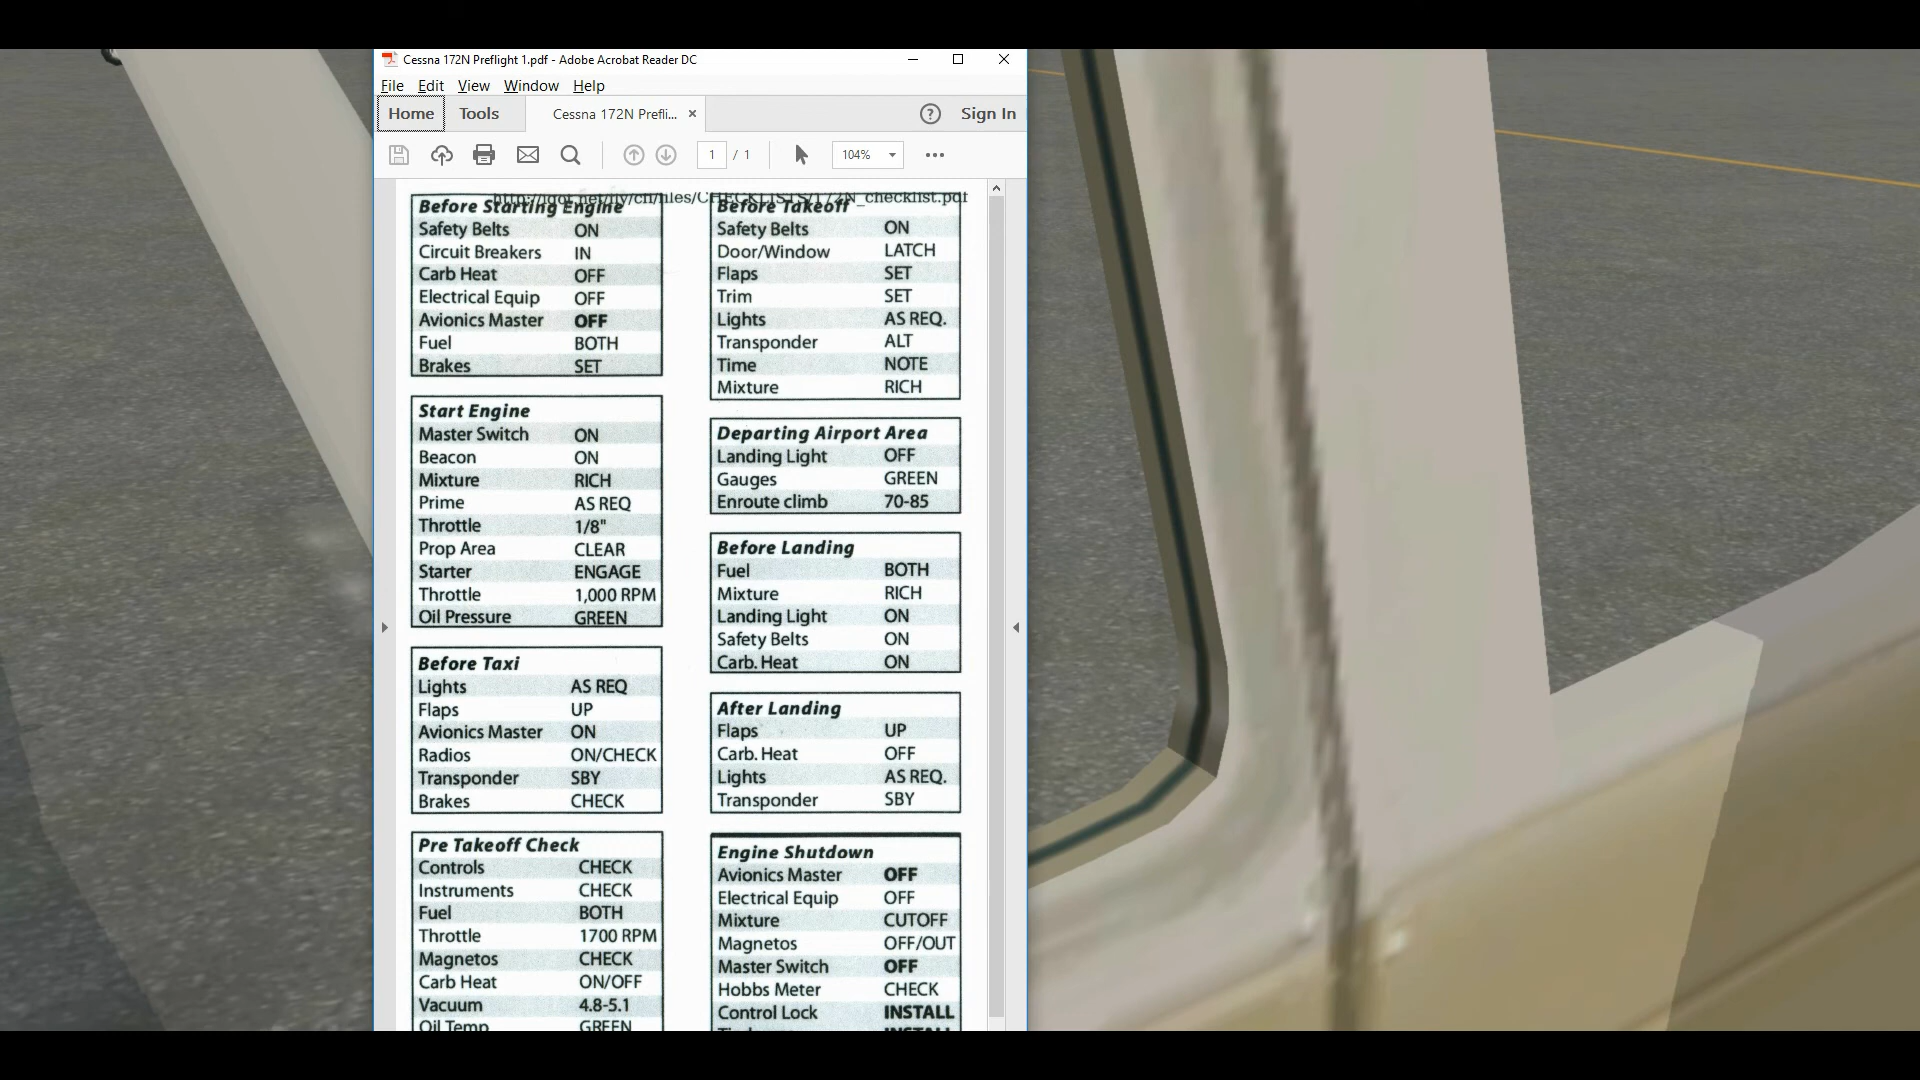 Cessna 172N Preflight 1.pdf - Adobe Acrobat Reader DC
File Edit View Window Help
Home Tools Cessna 172N Prefli... × ? Sign In
1 / 1 104%
_checklist.pdf
Before Starting Engine
Safety Belts ON
Circuit Breakers IN
Carb Heat OFF
Electrical Equip OFF
Avionics Master OFF
Fuel BOTH
Brakes SET
Start Engine
Master Switch ON
Beacon ON
Mixture RICH
Prime AS REQ
Throttle 1/8"
Prop Area CLEAR
Starter ENGAGE
Throttle 1,000 RPM
Oil Pressure GREEN
Before Taxi
Lights AS REQ
Flaps UP
Avionics Master ON
Radios ON/CHECK
Transponder SBY
Brakes CHECK
Pre Takeoff Check
Controls CHECK
Instruments CHECK
Fuel BOTH
Throttle 1700 RPM
Magnetos CHECK
Carb Heat ON/OFF
Vacuum 4.8-5.1
Oil Temp GREEN
Before Takeoff
Safety Belts ON
Door/Window LATCH
Flaps SET
Trim SET
Lights AS REQ.
Transponder ALT
Time NOTE
Mixture RICH
Departing Airport Area
Landing Light OFF
Gauges GREEN
Enroute climb 70-85
Before Landing
Fuel BOTH
Mixture RICH
Landing Light ON
Safety Belts ON
Carb. Heat ON
After Landing
Flaps UP
Carb. Heat OFF
Lights AS REQ.
Transponder SBY
Engine Shutdown
Avionics Master OFF
Electrical Equip OFF
Mixture CUTOFF
Magnetos OFF/OUT
Master Switch OFF
Hobbs Meter CHECK
Control Lock INSTALL